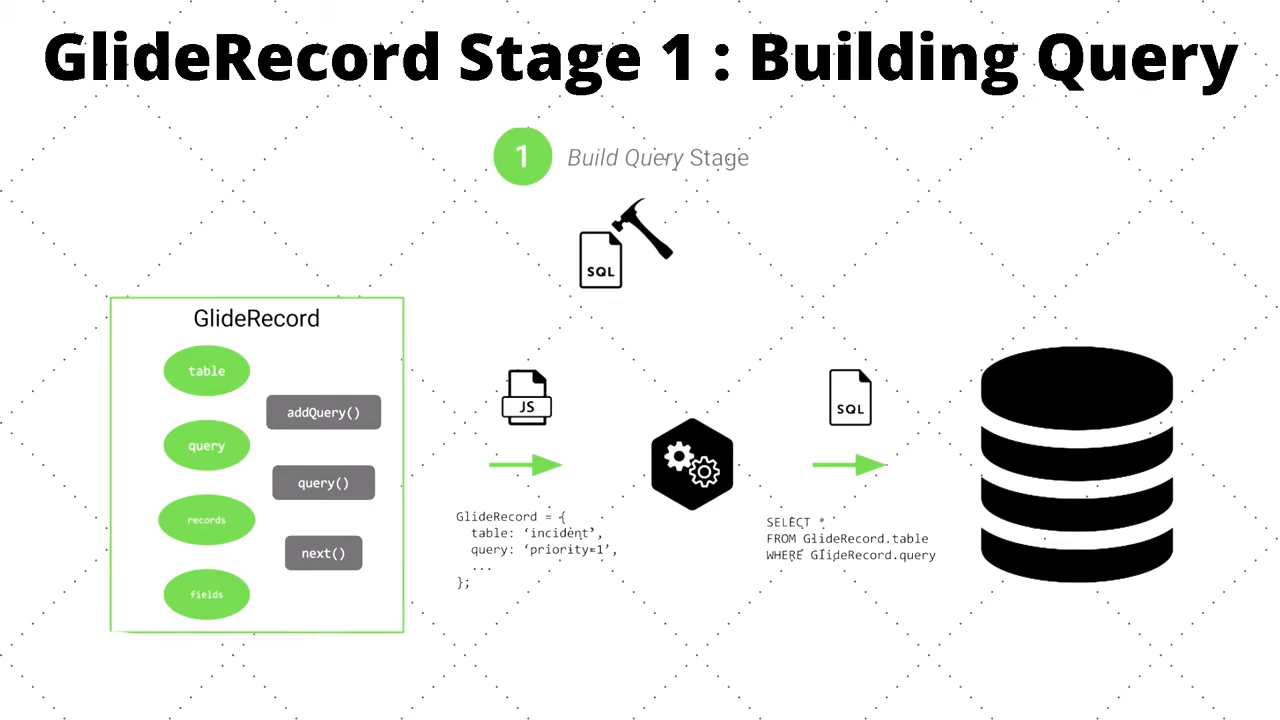 GlideRecord Stage 1 : Building Query
1
Build Query Stage
SQL
GlideRecord
table
addQuery()
query
query()
records
next()
fields
JS
GlideRecord = {
table: ‘incident’,
query: ‘priority=1’,
...
};
SQL
SELECT *
FROM GlideRecord.table
WHERE GlideRecord.query